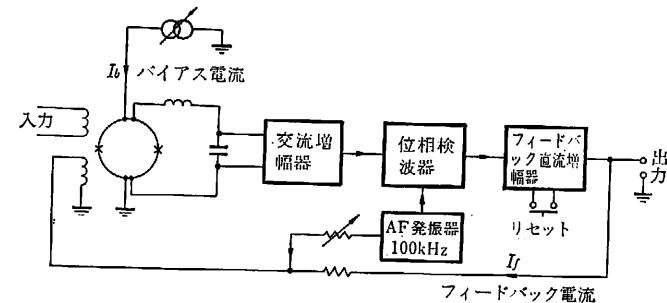 I_b バイアス電流
入力
交流増
幅器
位相検
波器
フィードバ
ック直流増
幅器
出
力
リセット
AF発振器
100kHz
I_f
フィードバック電流